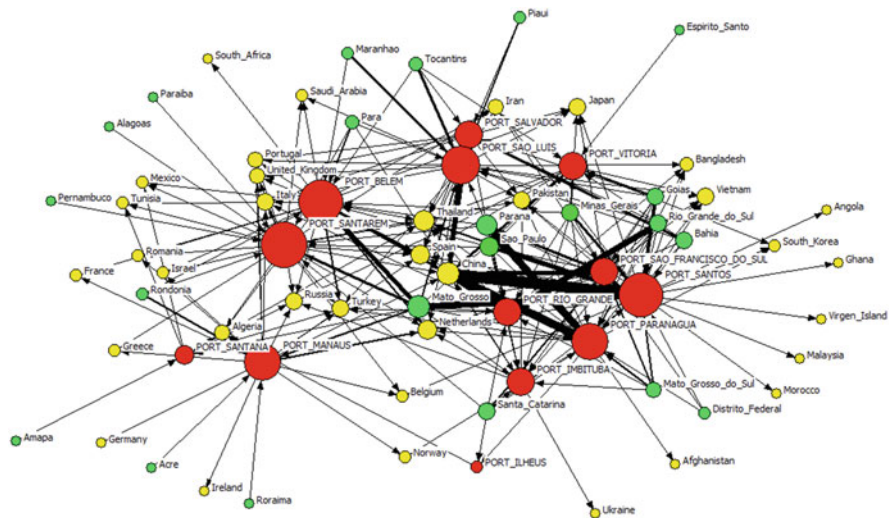 Piaui
Espirito_Santo
Maranhao
Tocantins
South_Africa
Saudi_Arabia
Iran
Japan
Paraiba
Para
PORT_SALVADOR
Alagoas
PORT_SAO_LUIS
Portugal
PORT_VITORIA
Bangladesh
United_Kingdom
Mexico
PORT_BELEM
Pernambuco
Tunisia
Italy
Pakistan
Goias
Vietnam
Thailand
Parana
Minas_Gerais
Rio_Grande_do_Sul
Angola
PORT_SANTAREM
Bahia
Romania
Spain
Sao_Paulo
South_Korea
France
Israel
China
PORT_SAO_FRANCISCO_DO_SUL
Ghana
PORT_SANTOS
Rondonia
Russia
Turkey
Mato_Grosso
PORT_RIO_GRANDE
Virgen_Island
Algeria
Netherlands
PORT_PARANAGUA
Greece
PORT_SANTANA
PORT_MANAUS
Malaysia
PORT_IMBITUBA
Mato_Grosso_do_Sul
Morocco
Belgium
Santa_Catarina
Distrito_Federal
Amapa
Germany
Norway
PORT_ILHEUS
Afghanistan
Acre
Ireland
Roraima
Ukraine